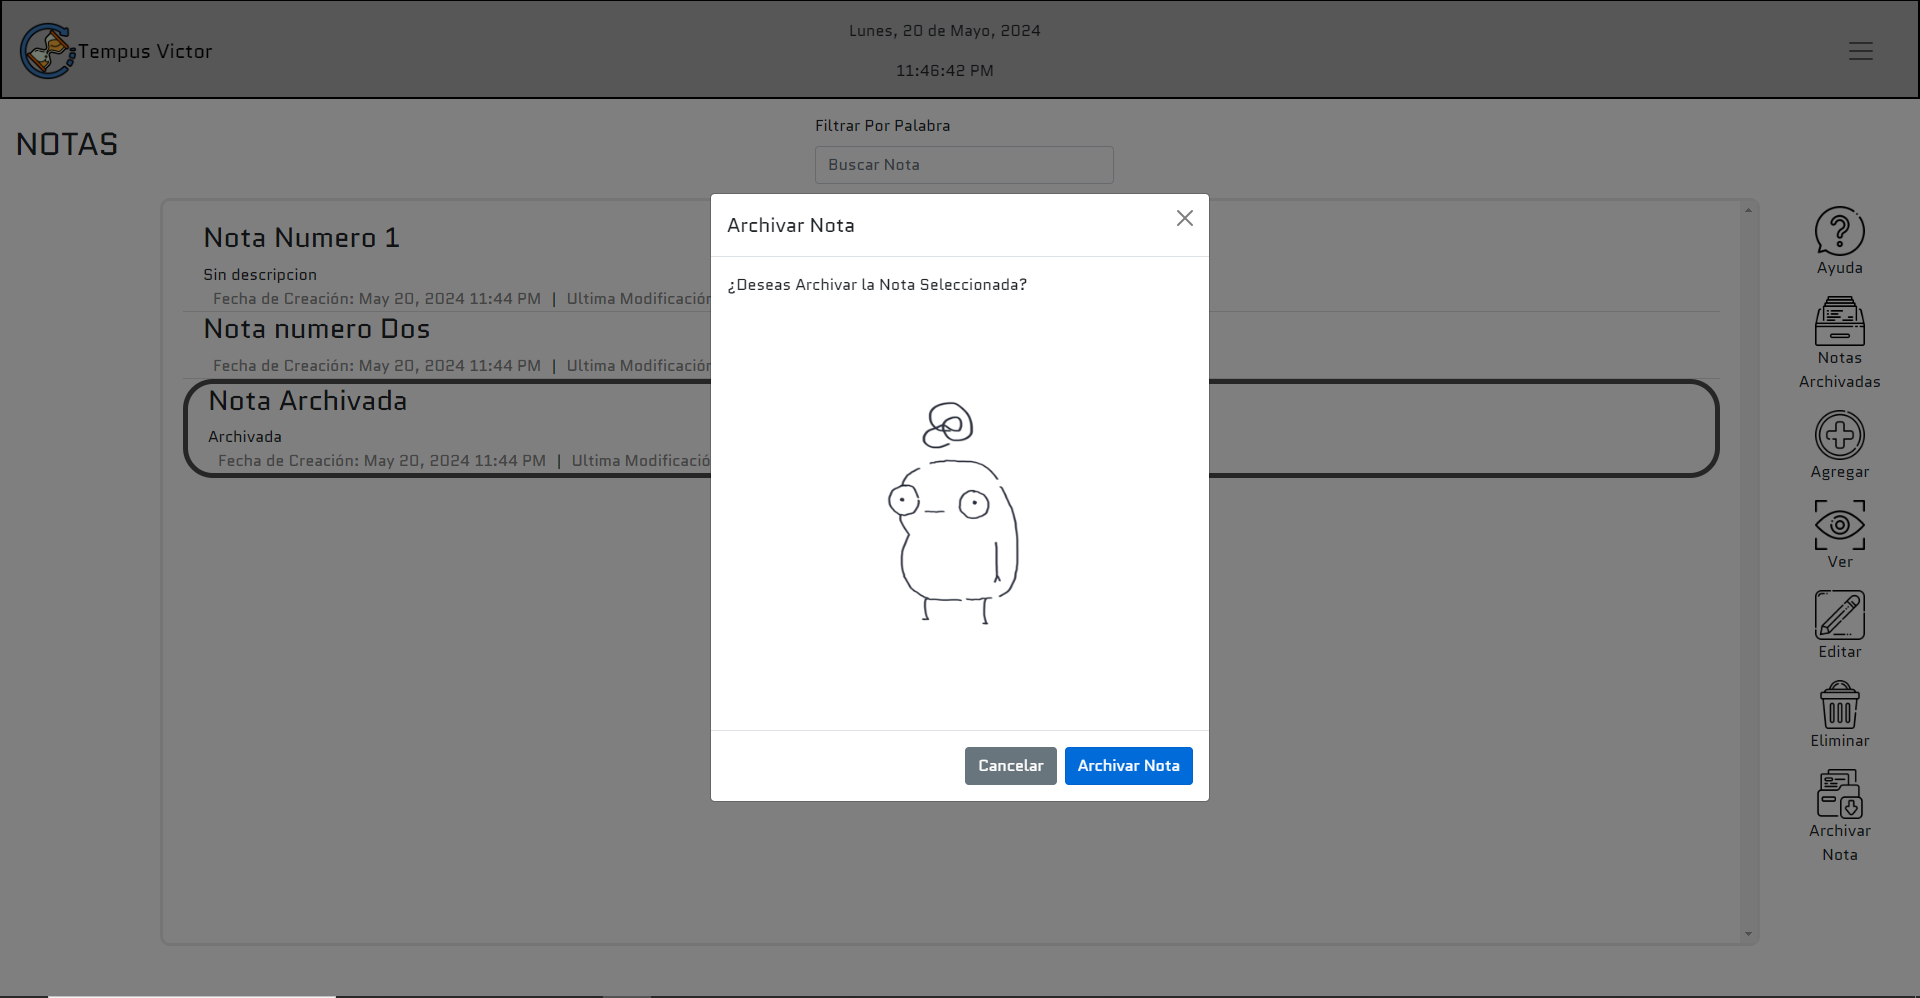 Tempus Victor
Lunes, 20 de Mayo, 2024
11:46:42 PM
NOTAS
Filtrar Por Palabra
Buscar Nota
Nota Numero 1
Sin descripcion
Fecha de Creación: May 20, 2024 11:44 PM | Ultima Modificación
Nota numero Dos
Fecha de Creación: May 20, 2024 11:44 PM | Ultima Modificación
Nota Archivada
Archivada
Fecha de Creación: May 20, 2024 11:44 PM | Ultima Modificació
Archivar Nota
¿Deseas Archivar la Nota Seleccionada?
Cancelar
Archivar Nota
Ayuda
Notas
Archivadas
Agregar
Ver
Editar
Eliminar
Archivar
Nota